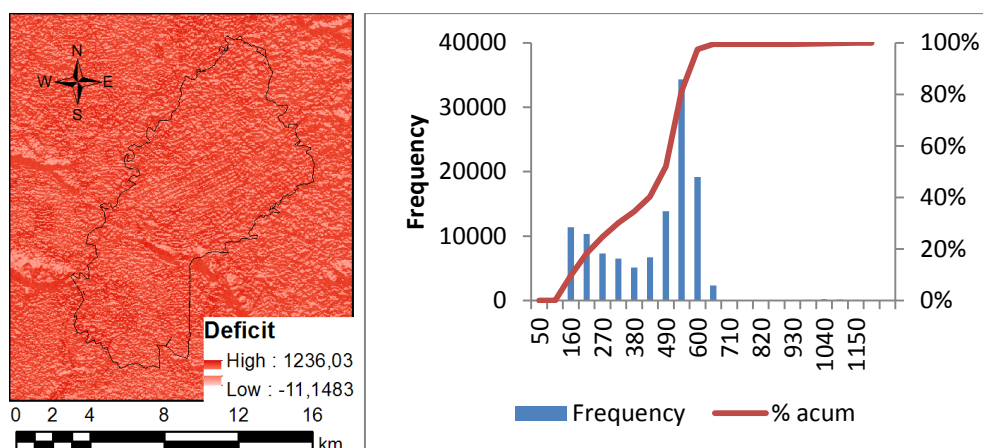 N
W E
S
Deficit
High : 1236,03
Low : -11,1483
0 2 4 8 12 16
km
Frequency
40000
30000
20000
10000
0
100%
80%
60%
40%
20%
0%
50 160 270 380 490 600 710 820 930 1040 1150
Frequency % acum